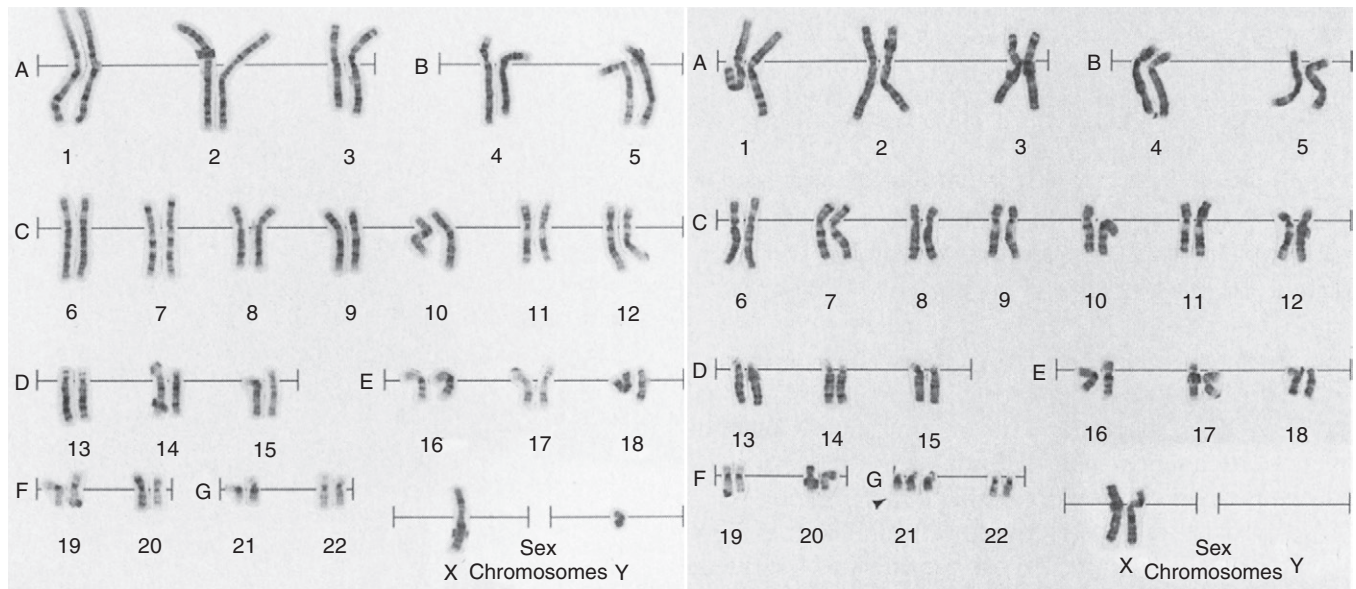 A B
1 2 3 4 5
C
6 7 8 9 10 11 12
D E
13 14 15 16 17 18
F G
19 20 21 22
Sex
X Chromosomes Y
A B
1 2 3 4 5
C
6 7 8 9 10 11 12
D E
13 14 15 16 17 18
F G
19 20 21 22
Sex
X Chromosomes Y